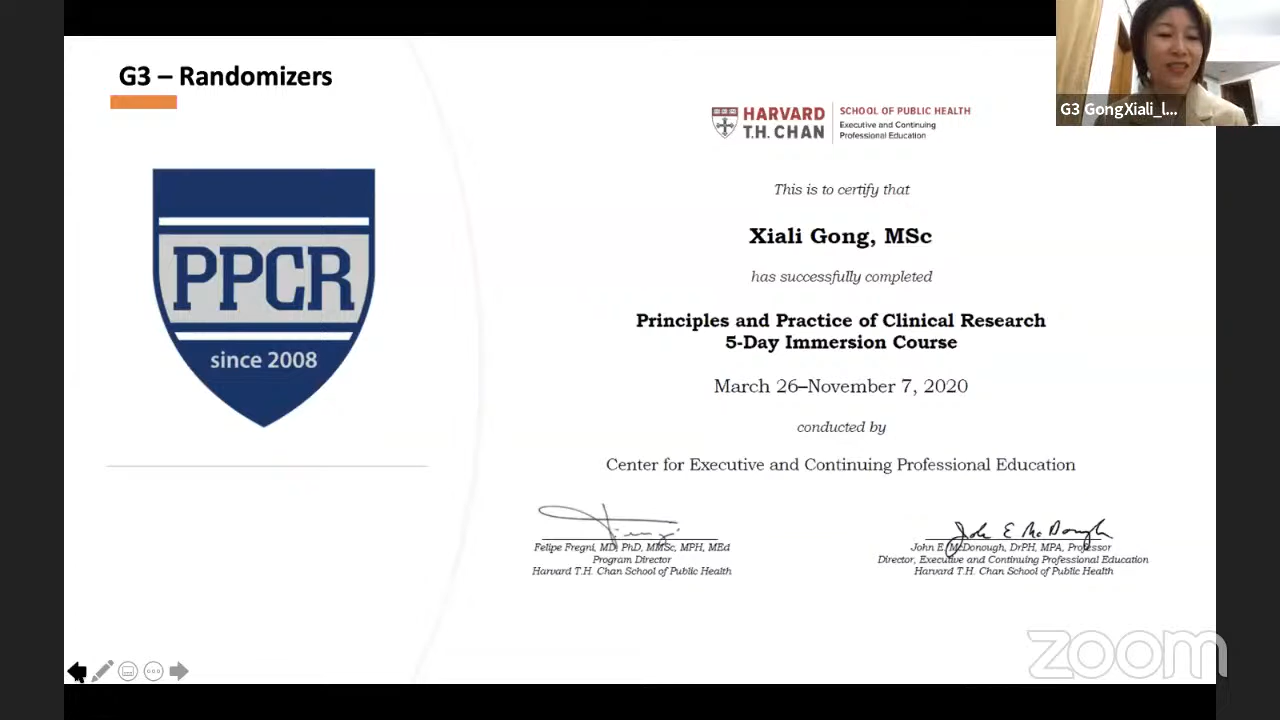 G3 – Randomizers
PPCR
since 2008
HARVARD
T.H. CHAN
SCHOOL OF PUBLIC HEALTH
Executive and Continuing
Professional Education
This is to certify that
Xiali Gong, MSc
has successfully completed
Principles and Practice of Clinical Research
5-Day Immersion Course
March 26–November 7, 2020
conducted by
Center for Executive and Continuing Professional Education
Felipe Fregni, MD, PhD, MMSc, MPH, MEd
Program Director
Harvard T.H. Chan School of Public Health
John E McDonough
John E. McDonough, DrPH, MPA, Professor
Director, Executive and Continuing Professional Education
Harvard T.H. Chan School of Public Health
G3 GongXiali_l...
zoom